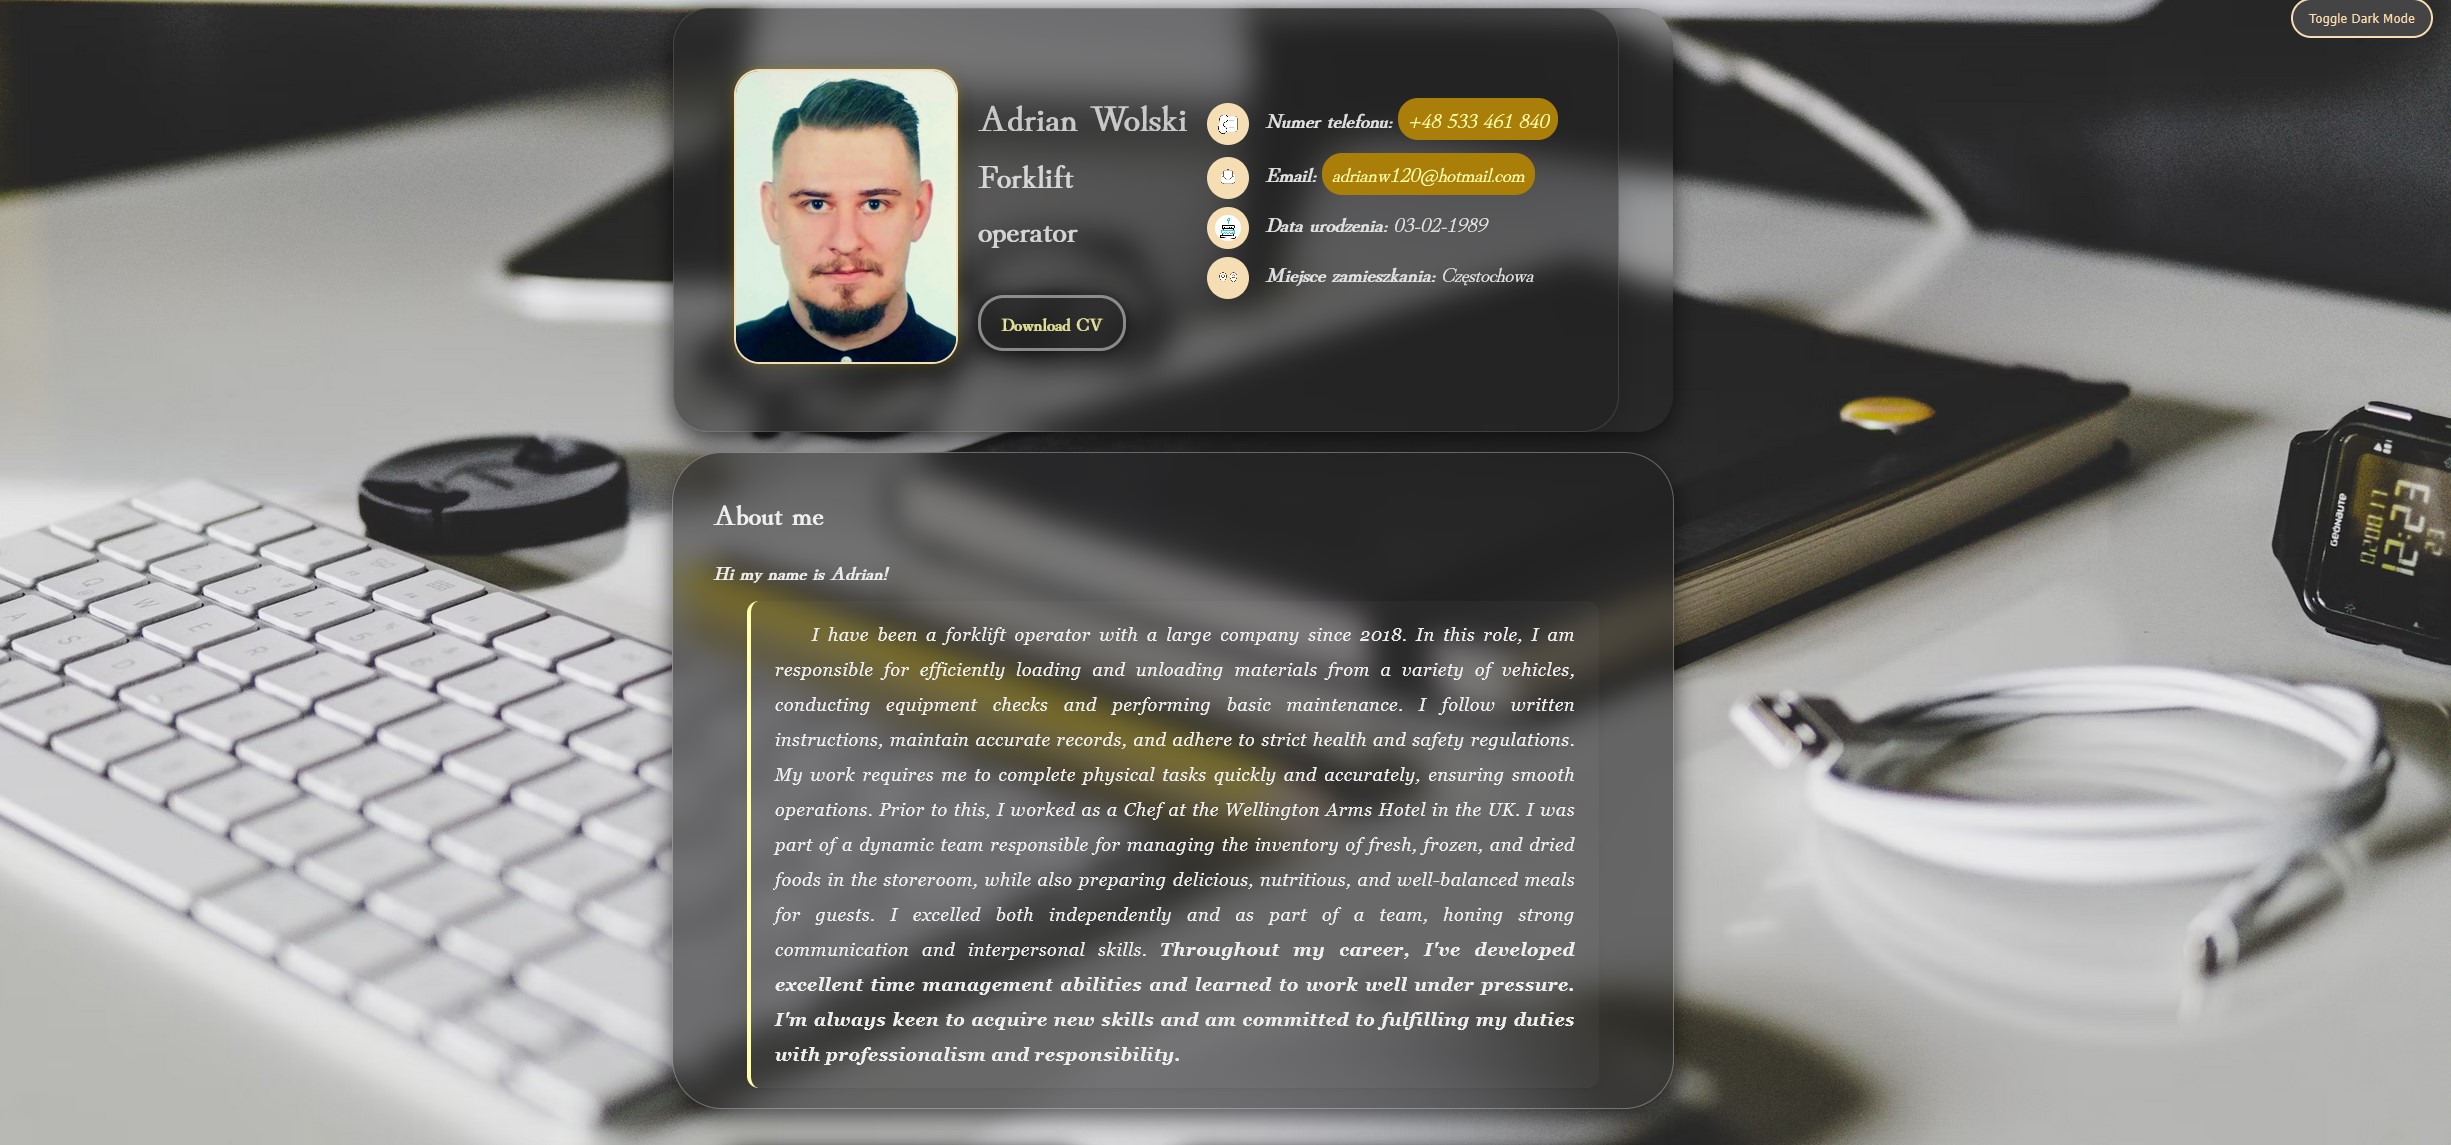 Toggle Dark Mode
Adrian Wolski
Forklift
operator
Download CV
Numer telefonu: +48 533 461 840
Email: adrianw120@hotmail.com
Data urodzenia: 03-02-1989
Miejsce zamieszkania: Częstochowa
About me
Hi my name is Adrian!
I have been a forklift operator with a large company since 2018. In this role, I am
responsible for efficiently loading and unloading materials from a variety of vehicles,
conducting equipment checks and performing basic maintenance. I follow written
instructions, maintain accurate records, and adhere to strict health and safety regulations.
My work requires me to complete physical tasks quickly and accurately, ensuring smooth
operations. Prior to this, I worked as a Chef at the Wellington Arms Hotel in the UK. I was
part of a dynamic team responsible for managing the inventory of fresh, frozen, and dried
foods in the storeroom, while also preparing delicious, nutritious, and well-balanced meals
for guests. I excelled both independently and as part of a team, honing strong
communication and interpersonal skills. Throughout my career, I've developed
excellent time management abilities and learned to work well under pressure.
I'm always keen to acquire new skills and am committed to fulfilling my duties
with professionalism and responsibility.
GEONAUTE